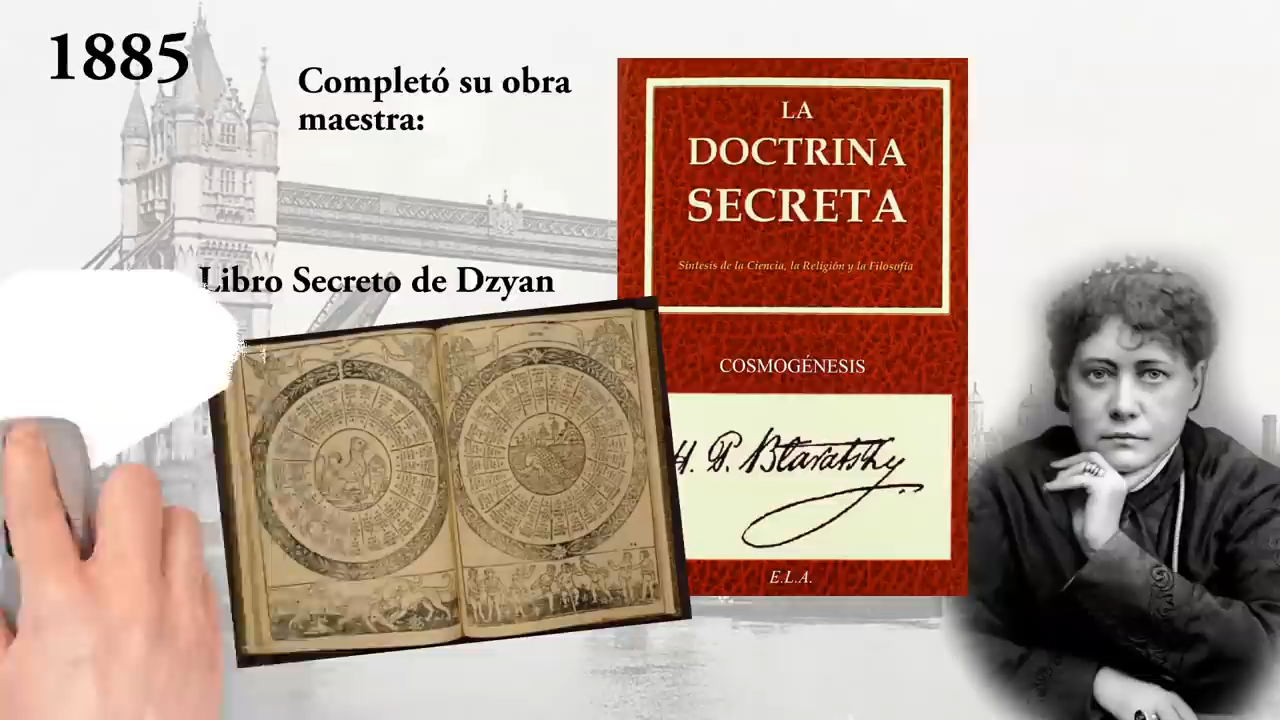 1885
Completó su obra
maestra:
Libro Secreto de Dzyan
LA
DOCTRINA
SECRETA
Síntesis de la Ciencia, la Religión y la Filosofía
COSMOGÉNESIS
H. P. Blavatsky
E.L.A.